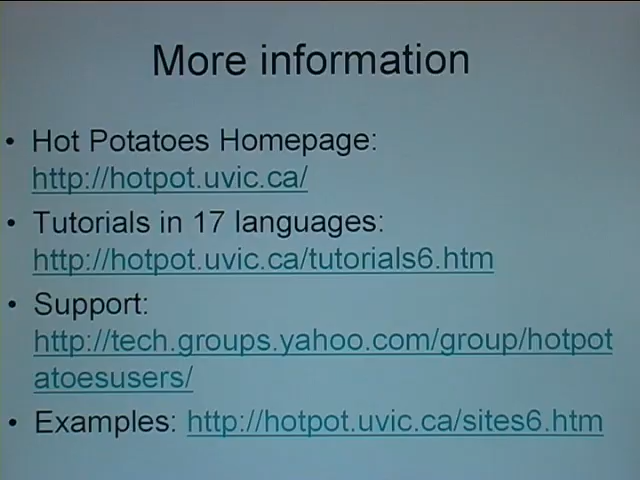 More information
• Hot Potatoes Homepage:
http://hotpot.uvic.ca/
• Tutorials in 17 languages:
http://hotpot.uvic.ca/tutorials6.htm
• Support:
http://tech.groups.yahoo.com/group/hotpot
atoesusers/
• Examples: http://hotpot.uvic.ca/sites6.htm